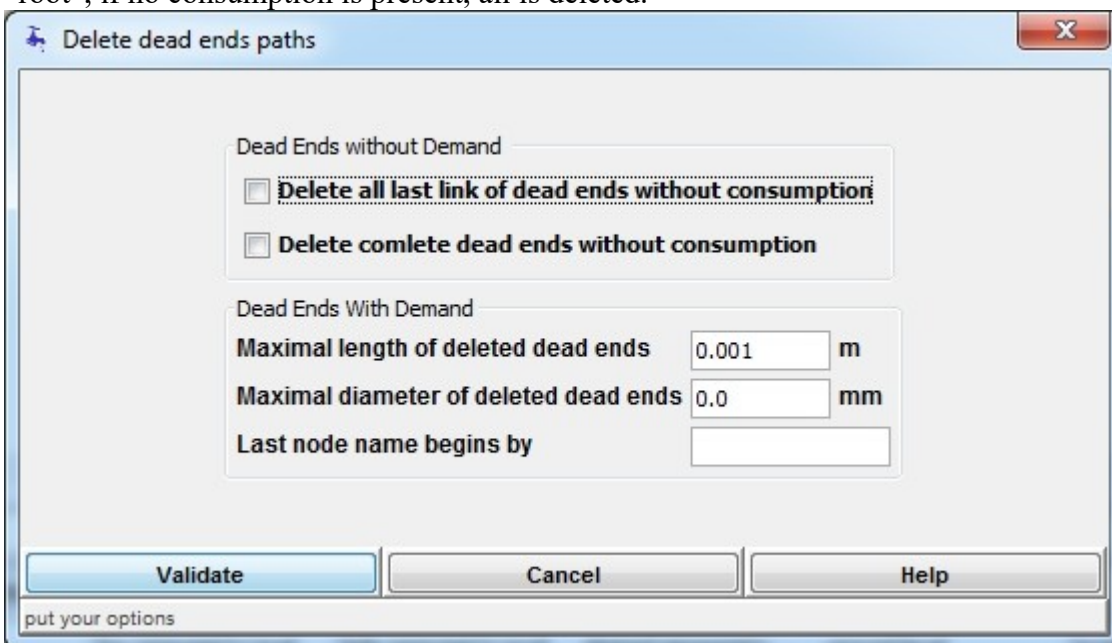 "root", if no consumption is present, all is deleted.
Delete dead ends paths
x
Dead Ends without Demand
Delete all last link of dead ends without consumption
Delete comlete dead ends without consumption
Dead Ends With Demand
Maximal length of deleted dead ends 0.001 m
Maximal diameter of deleted dead ends 0.0 mm
Last node name begins by
Validate Cancel Help
put your options